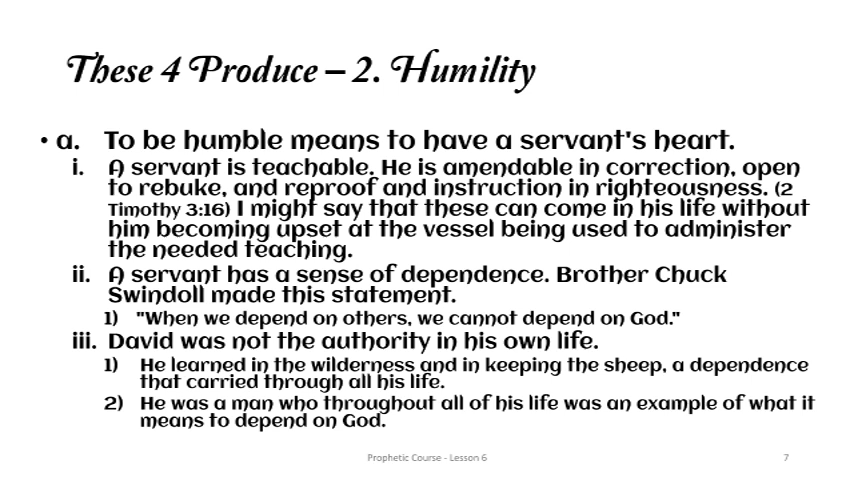 These 4 Produce – 2. Humility
• a. To be humble means to have a servant's heart.
i. A servant is teachable. He is amendable in correction, open
to rebuke, and reproof and instruction in righteousness. (2
Timothy 3:16) I might say that these can come in his life without
him becoming upset at the vessel being used to administer
the needed teaching.
ii. A servant has a sense of dependence. Brother Chuck
Swindoll made this statement.
1) "When we depend on others, we cannot depend on God."
iii. David was not the authority in his own life.
1) He learned in the wilderness and in keeping the sheep, a dependence
that carried through all his life.
2) He was a man who throughout all of his life was an example of what it
means to depend on God.
Prophetic Course - Lesson 6
7